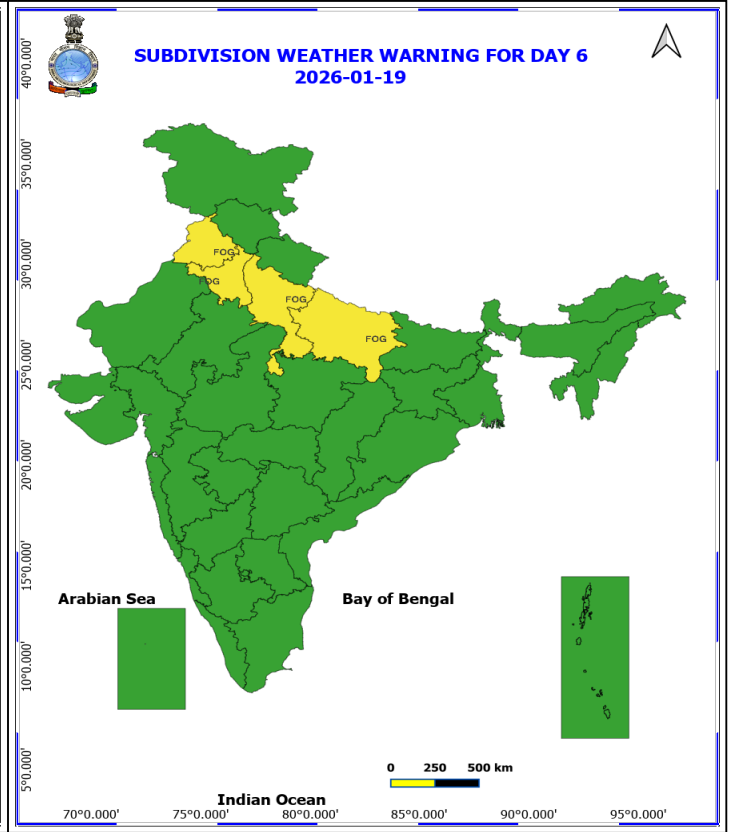 SUBDIVISION WEATHER WARNING FOR DAY 6
2026-01-19
40°0.000'
35°0.000'
30°0.000'
25°0.000'
20°0.000'
15°0.000'
10°0.000'
5°0.000'
FOG
FOG
FOG
FOG
Arabian Sea
Bay of Bengal
0 250 500 km
Indian Ocean
70°0.000' 75°0.000' 80°0.000' 85°0.000' 90°0.000' 95°0.000'